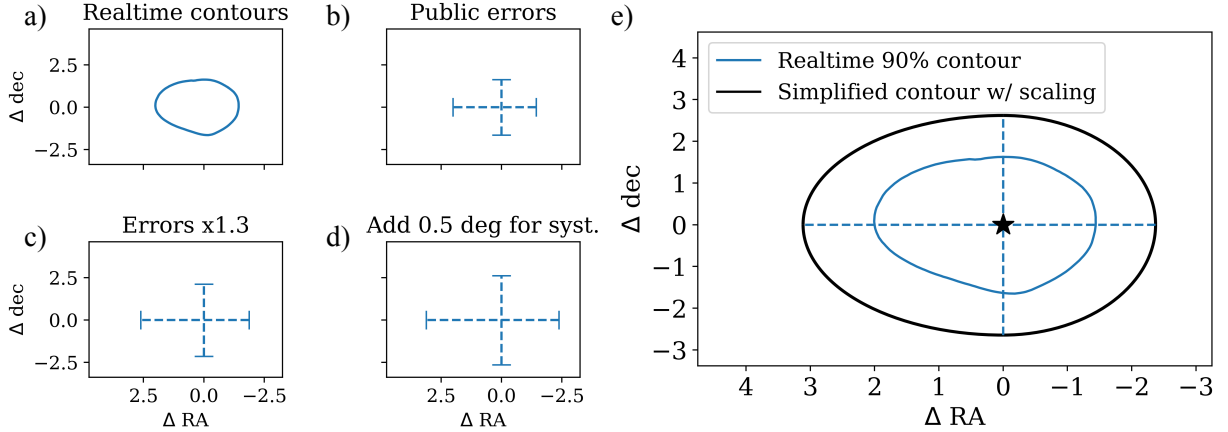 a) Realtime contours
Δ dec
2.5
0.0
−2.5
b) Public errors
c) Errors x1.3
Δ dec
2.5
0.0
−2.5
2.5 0.0 −2.5
Δ RA
d) Add 0.5 deg for syst.
2.5 0.0 −2.5
Δ RA
e)
Realtime 90% contour
Simplified contour w/ scaling
Δ dec
4
3
2
1
0
−1
−2
−3
4 3 2 1 0 −1 −2 −3
Δ RA